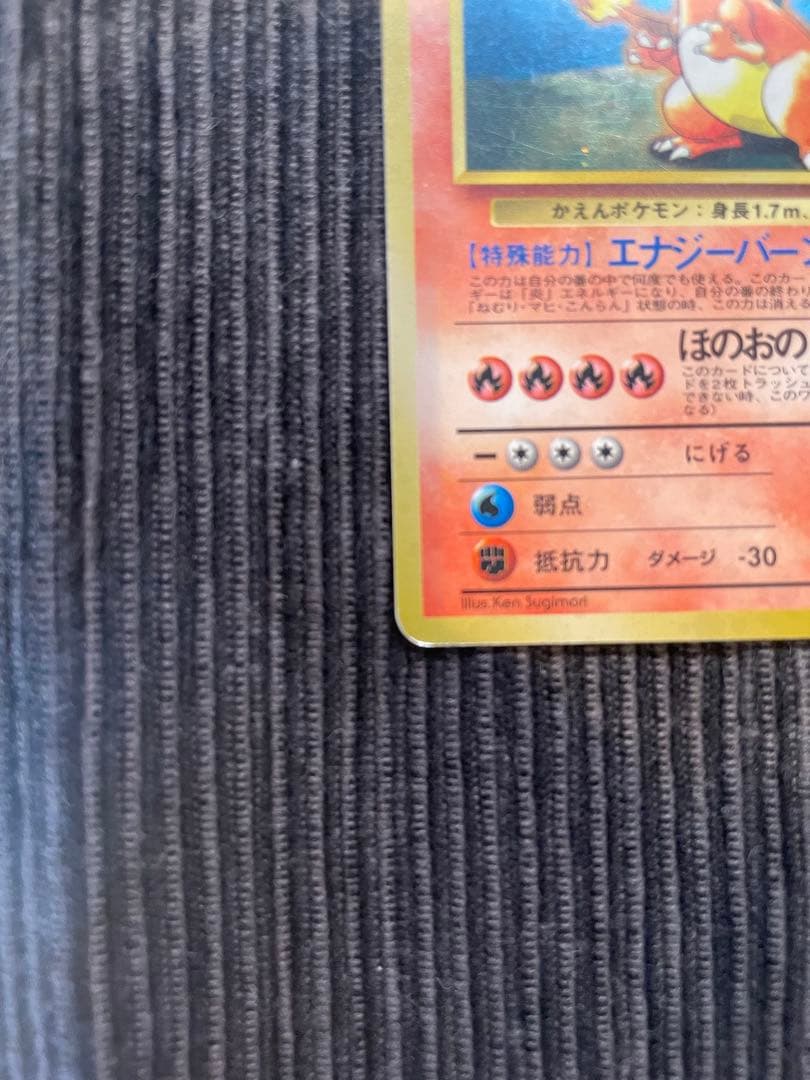 かえんポケモン：身長1.7m、
【特殊能力】エナジーバーン
この力は自分の番の中で何度でも使える。このカー
ギーは「炎」エネルギーになり、自分の番の終わり
「ねむり・マヒ・こんらん」状態の時、この力は消える
ほのおの
このカードについて
ドを2枚トラッシュ
できない時、このワ
なる）
にげる
弱点
抵抗力 ダメージ -30
Illus. Ken Sugimori